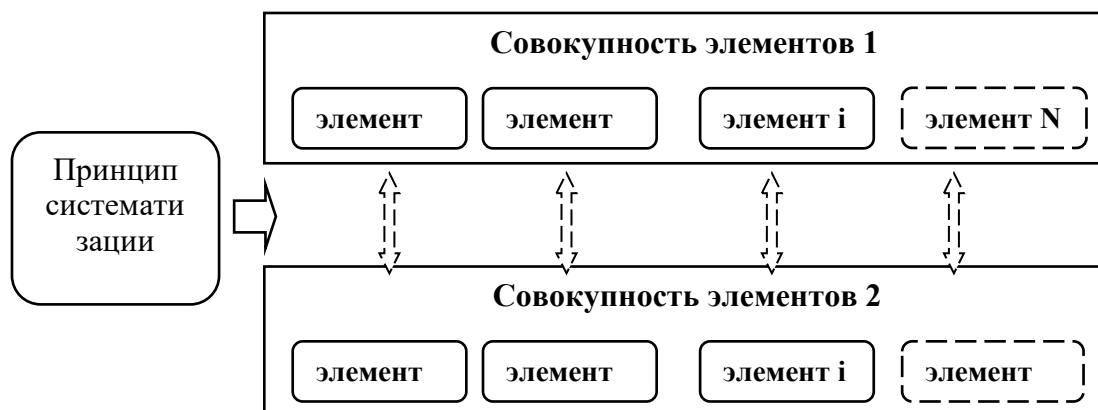 Совокупность элементов 1
элемент элемент элемент i элемент N
Принцип
системати
зации
Совокупность элементов 2
элемент элемент элемент i элемент